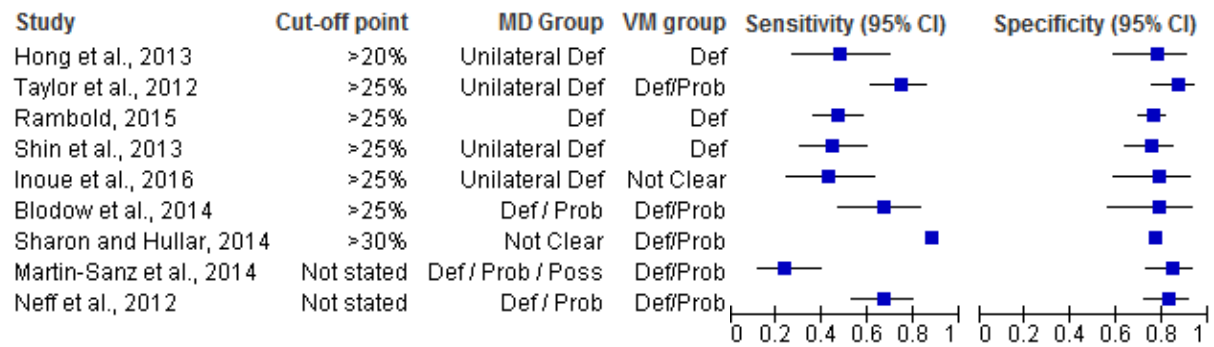 Study Cut-off point MD Group VM group Sensitivity (95% CI) Specificity (95% CI)
Hong et al., 2013 >20% Unilateral Def Def
Taylor et al., 2012 >25% Unilateral Def Def/Prob
Rambold, 2015 >25% Def Def
Shin et al., 2013 >25% Unilateral Def Def
Inoue et al., 2016 >25% Unilateral Def Not Clear
Blodow et al., 2014 >25% Def / Prob Def/Prob
Sharon and Hullar, 2014 >30% Not Clear Def/Prob
Martin-Sanz et al., 2014 Not stated Def / Prob / Poss Def/Prob
Neff et al., 2012 Not stated Def / Prob Def/Prob
0 0.2 0.4 0.6 0.8 1 0 0.2 0.4 0.6 0.8 1